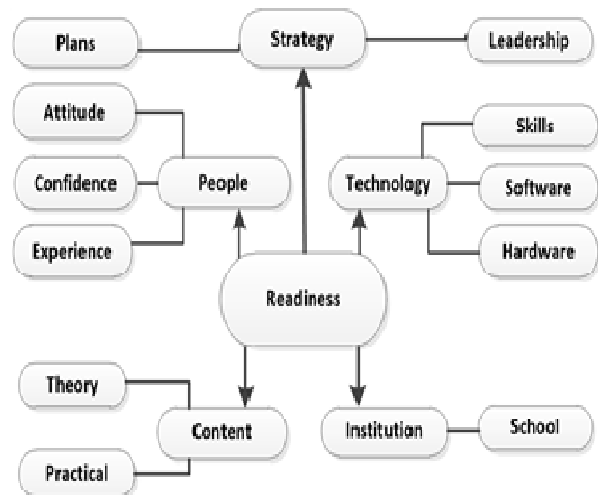 Plans
Strategy
Leadership
Attitude
Skills
Confidence
People
Technology
Software
Experience
Hardware
Readiness
Theory
Content
Institution
School
Practical